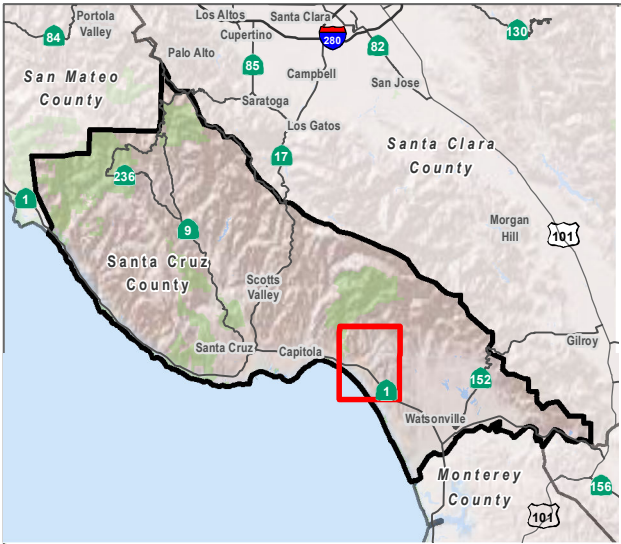 Portola
Valley
Los Altos
Santa Clara
130
84
Cupertino
280
82
Palo Alto
85
San Mateo
County
Campbell
San Jose
Saratoga
Los Gatos
Santa Clara
County
17
236
1
Morgan
Hill
101
9
Santa Cruz
County
Scotts
Valley
Santa Cruz
Capitola
Gilroy
152
1
Watsonville
Monterey
County
156
101